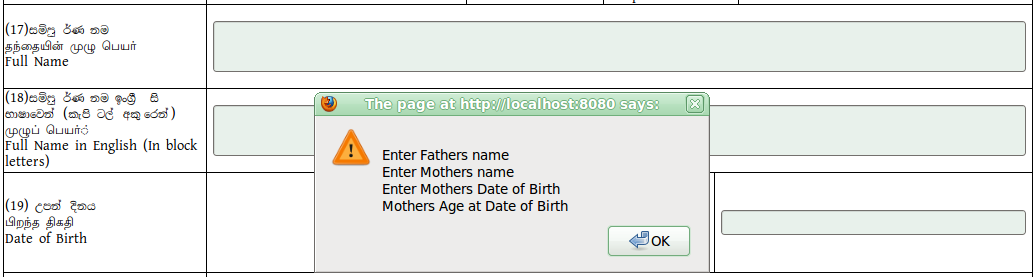 (17)සම්පූර්ණ නම
தந்தையின் முழு பெயர்
Full Name
(18)සම්පූර්ණ නම ඉංග්‍රීසි
භාෂාවෙන් (කැපිටල් අකුරෙන්)
முழுப் பெயர்்
Full Name in English (In block
letters)
The page at http://localhost:8080 says:
Enter Fathers name
Enter Mothers name
Enter Mothers Date of Birth
Mothers Age at Date of Birth
OK
(19) උපන් දිනය
பிறந்த திகதி
Date of Birth